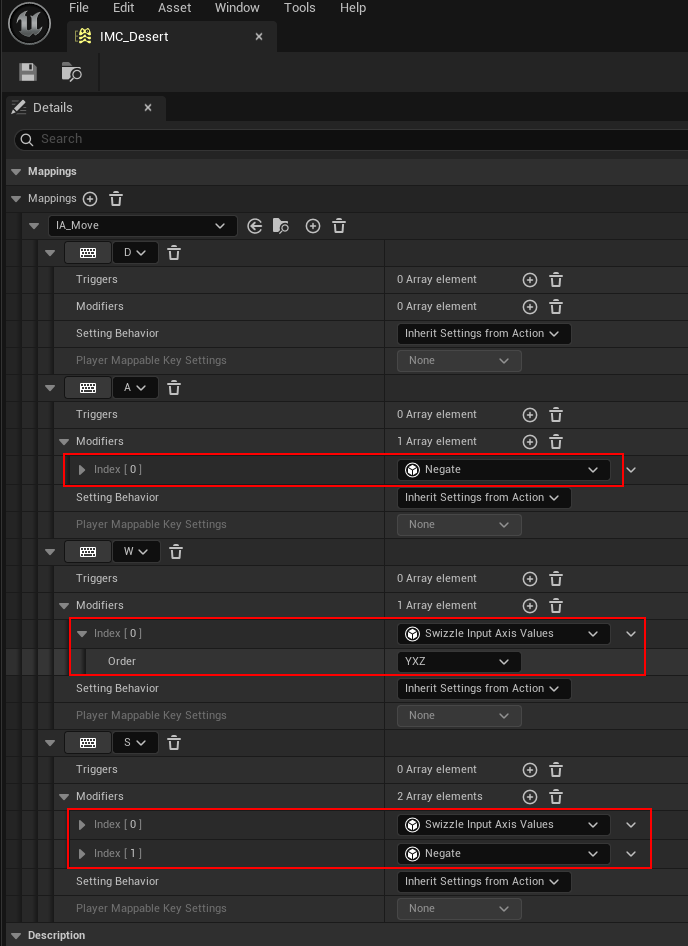 File Edit Asset Window Tools Help
IMC_Desert
Details
Search
Mappings
Mappings
IA_Move
D
Triggers 0 Array element
Modifiers 0 Array element
Setting Behavior Inherit Settings from Action
Player Mappable Key Settings None
A
Triggers 0 Array element
Modifiers 1 Array element
Index [ 0 ] Negate
Setting Behavior Inherit Settings from Action
Player Mappable Key Settings None
W
Triggers 0 Array element
Modifiers 1 Array element
Index [ 0 ] Swizzle Input Axis Values
Order YXZ
Setting Behavior Inherit Settings from Action
Player Mappable Key Settings None
S
Triggers 0 Array element
Modifiers 2 Array elements
Index [ 0 ] Swizzle Input Axis Values
Index [ 1 ] Negate
Setting Behavior Inherit Settings from Action
Player Mappable Key Settings None
Description